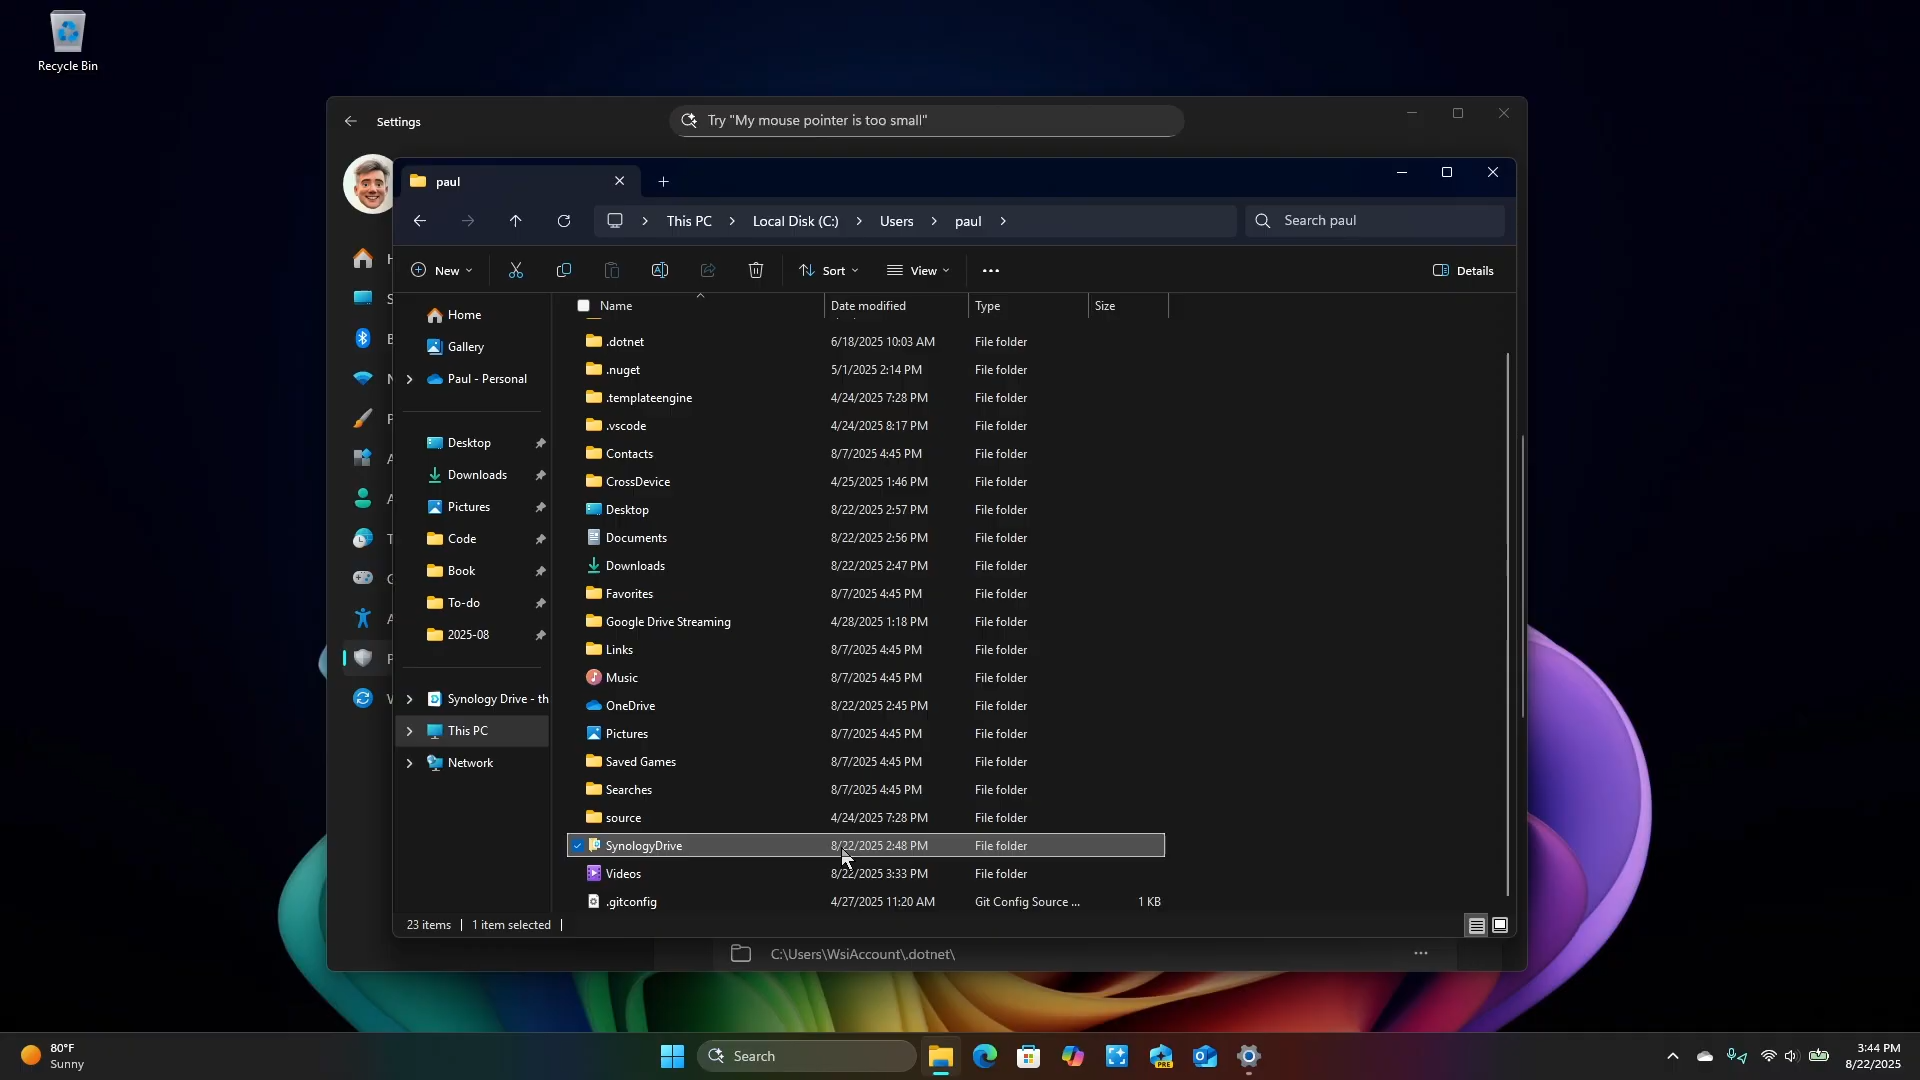 Recycle Bin
Settings
Try "My mouse pointer is too small"
paul
This PC
Local Disk (C:)
Users
paul
Search paul
New
Sort
View
Details
Name
Date modified
Type
Size
Home
Gallery
Paul - Personal
Desktop
Downloads
Pictures
Code
Book
To-do
2025-08
Synology Drive - th
This PC
Network
.dotnet 6/18/2025 10:03 AM File folder
.nuget 5/1/2025 2:14 PM File folder
.templateengine 4/24/2025 7:28 PM File folder
.vscode 4/24/2025 8:17 PM File folder
Contacts 8/7/2025 4:45 PM File folder
CrossDevice 4/25/2025 1:46 PM File folder
Desktop 8/22/2025 2:57 PM File folder
Documents 8/22/2025 2:56 PM File folder
Downloads 8/22/2025 2:47 PM File folder
Favorites 8/7/2025 4:45 PM File folder
Google Drive Streaming 4/28/2025 1:18 PM File folder
Links 8/7/2025 4:45 PM File folder
Music 8/7/2025 4:45 PM File folder
OneDrive 8/22/2025 2:45 PM File folder
Pictures 8/7/2025 4:45 PM File folder
Saved Games 8/7/2025 4:45 PM File folder
Searches 8/7/2025 4:45 PM File folder
source 4/24/2025 7:28 PM File folder
SynologyDrive 8/22/2025 2:48 PM File folder
Videos 8/22/2025 3:33 PM File folder
.gitconfig 4/27/2025 11:20 AM Git Config Source ... 1 KB
23 items
1 item selected
C:\Users\WsiAccount\.dotnet\
80°F
Sunny
Search
PRE
3:44 PM
8/22/2025